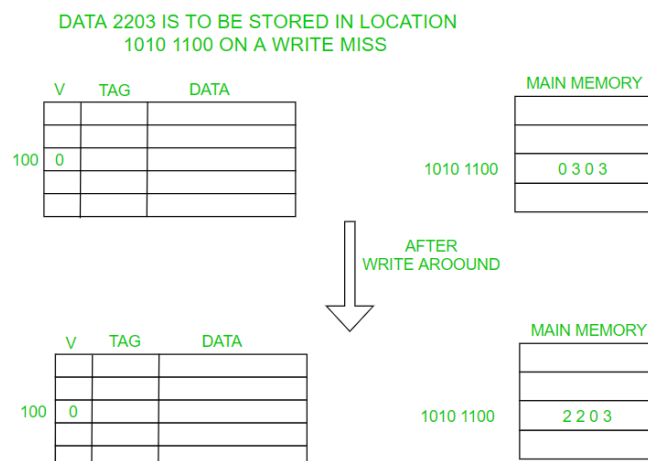 DATA 2203 IS TO BE STORED IN LOCATION
1010 1100 ON A WRITE MISS
V TAG DATA
MAIN MEMORY
100 0
1010 1100 0 3 0 3
AFTER
WRITE AROOUND
V TAG DATA
MAIN MEMORY
100 0
1010 1100 2 2 0 3